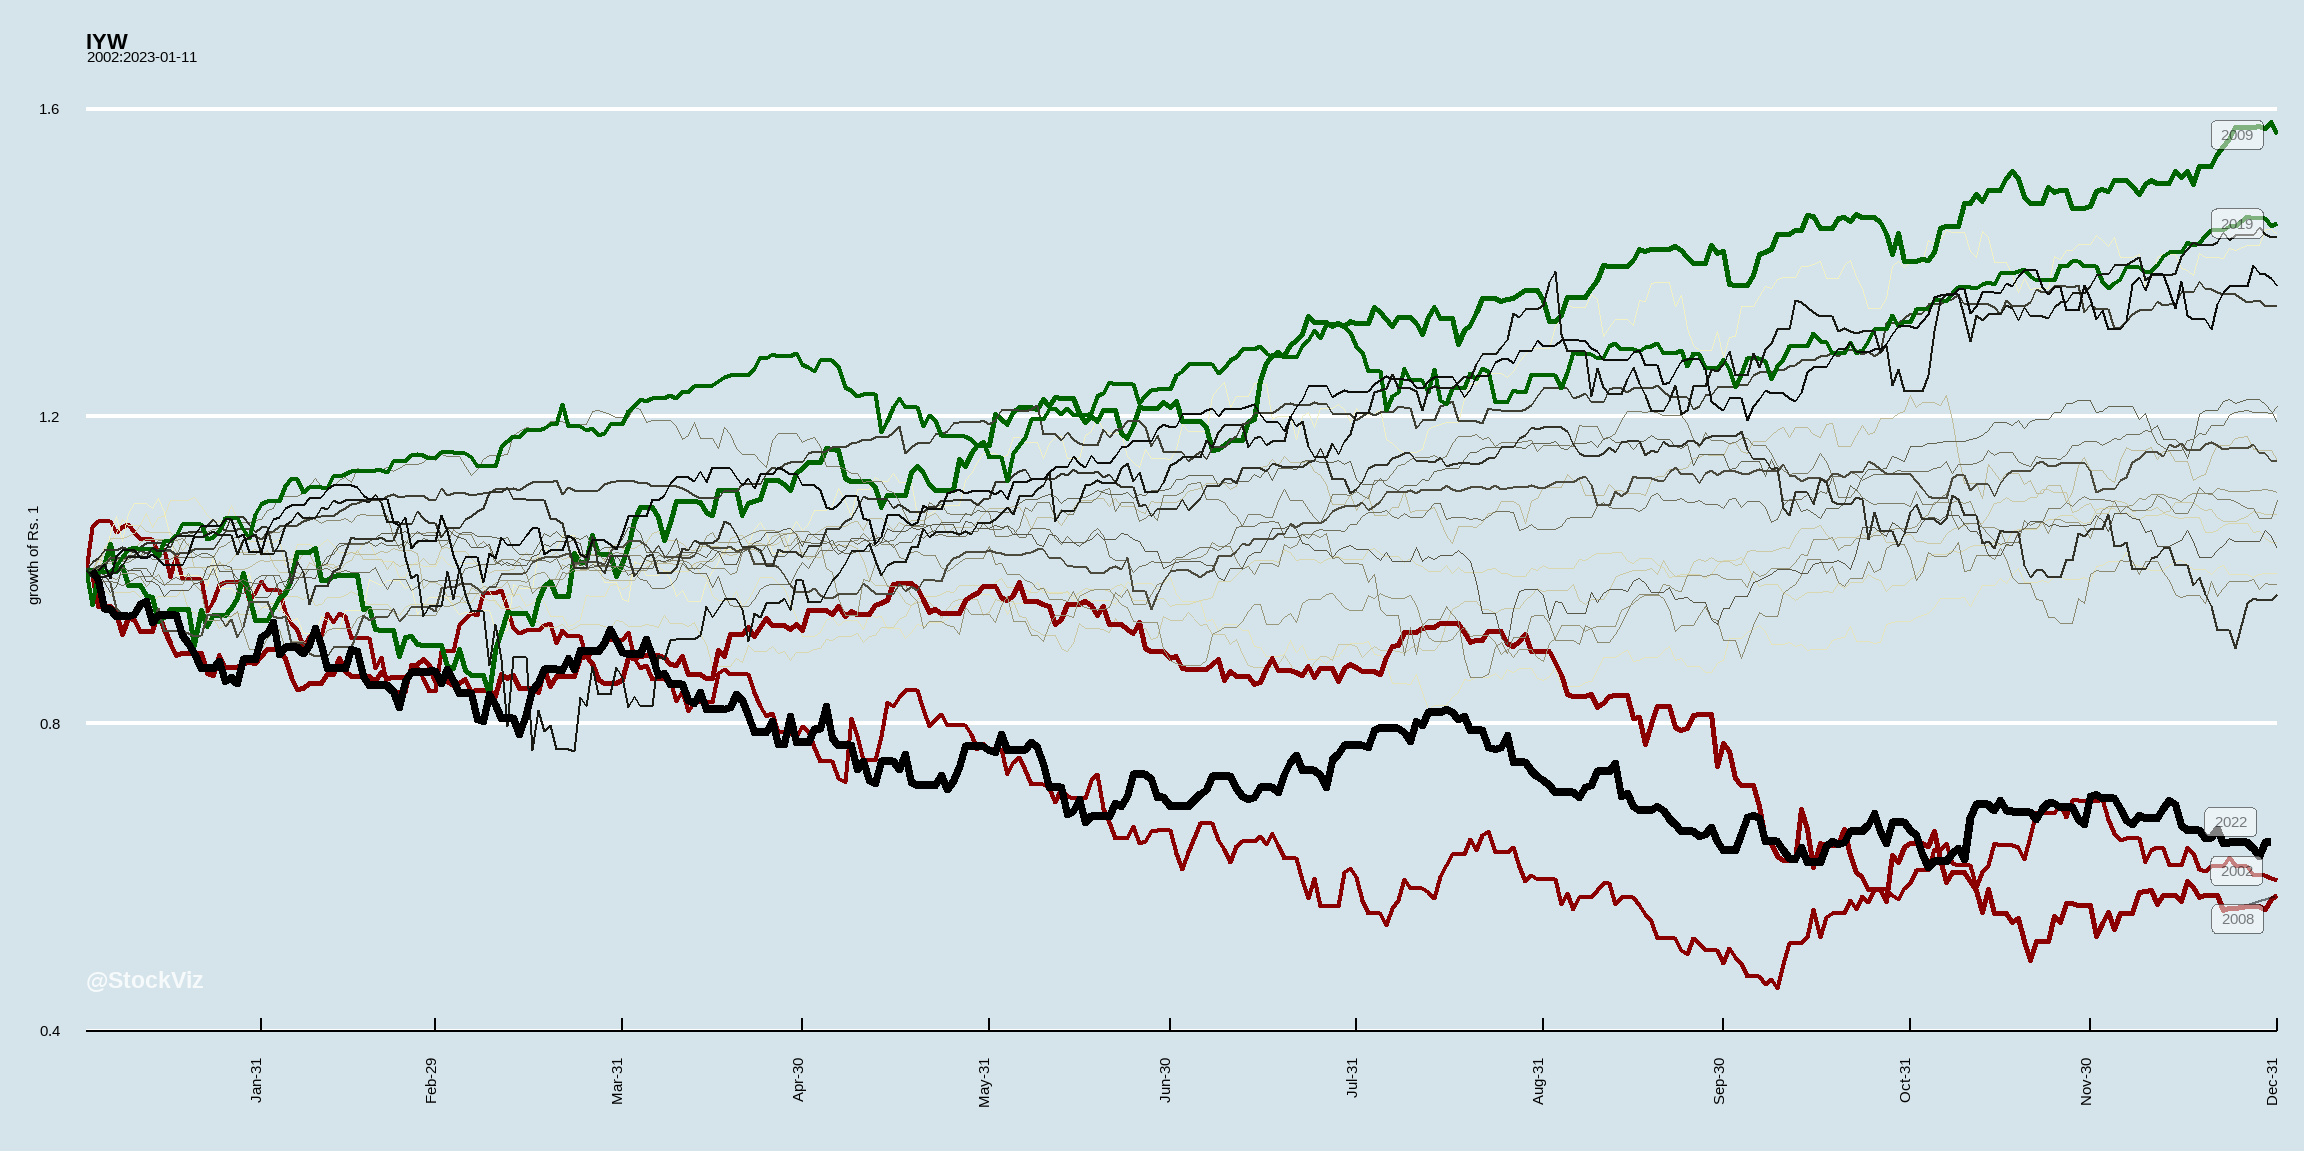 IYW
2002:2023-01-11
1.6
1.2
0.8
0.4
growth of Rs. 1
2009
2019
2022
2002
2008
@StockViz
Jan-31
Feb-29
Mar-31
Apr-30
May-31
Jun-30
Jul-31
Aug-31
Sep-30
Oct-31
Nov-30
Dec-31